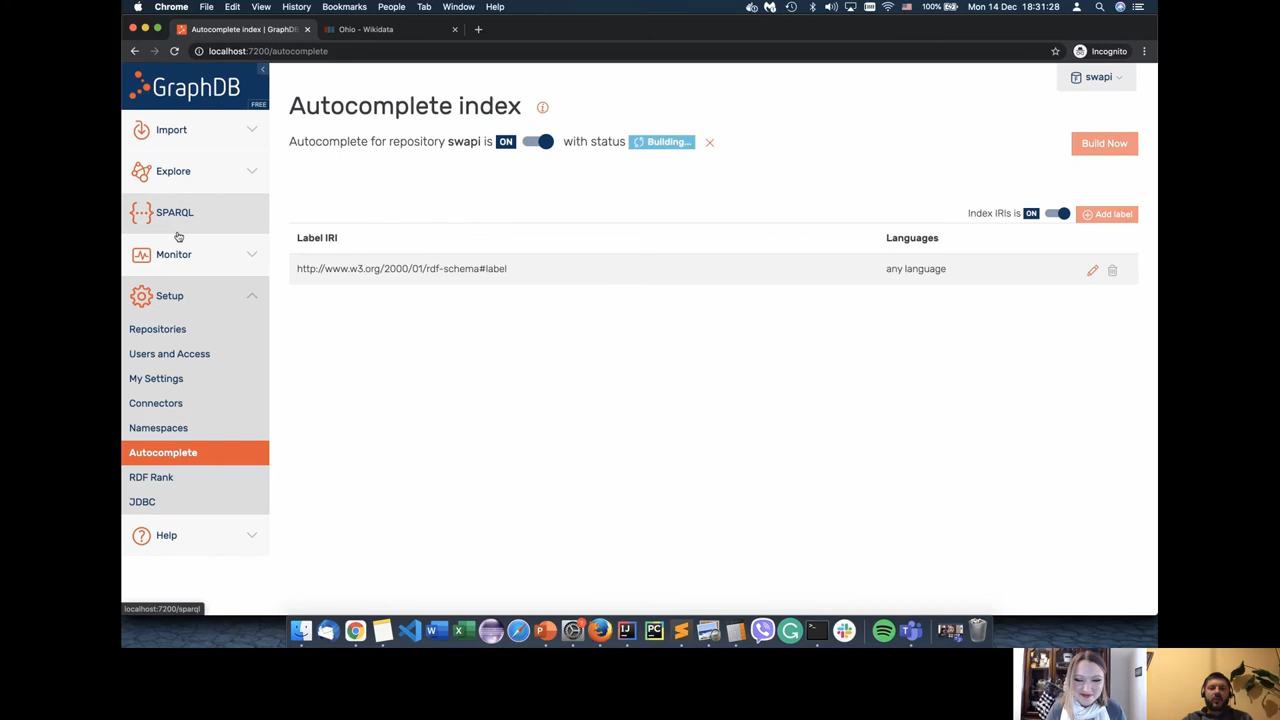 Chrome File Edit View History Bookmarks People Tab Window Help 100% Mon 14 Dec 18:31:28
Autocomplete index | GraphDB Ohio - Wikidata
localhost:7200/autocomplete Incognito
GraphDB
FREE
swapi
Import
Explore
SPARQL
Monitor
Setup
Repositories
Users and Access
My Settings
Connectors
Namespaces
Autocomplete
RDF Rank
JDBC
Help
Autocomplete index
Autocomplete for repository swapi is ON with status Building...
Build Now
Index IRIs is ON Add label
Label IRI Languages
http://www.w3.org/2000/01/rdf-schema#label any language
localhost:7200/sparql